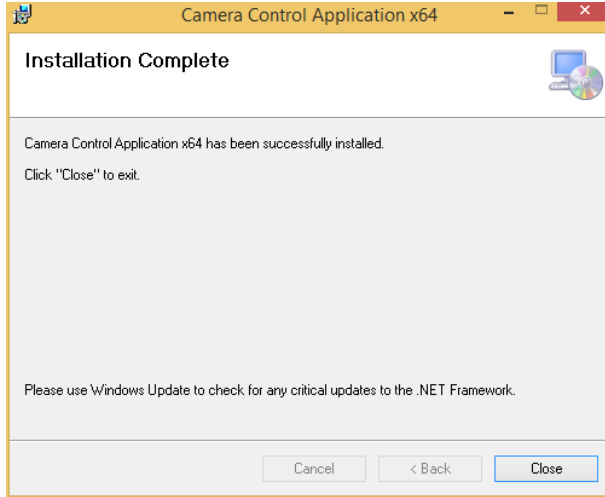 Camera Control Application x64
Installation Complete
Camera Control Application x64 has been successfully installed.
Click "Close" to exit.
Please use Windows Update to check for any critical updates to the .NET Framework.
Cancel
< Back
Close